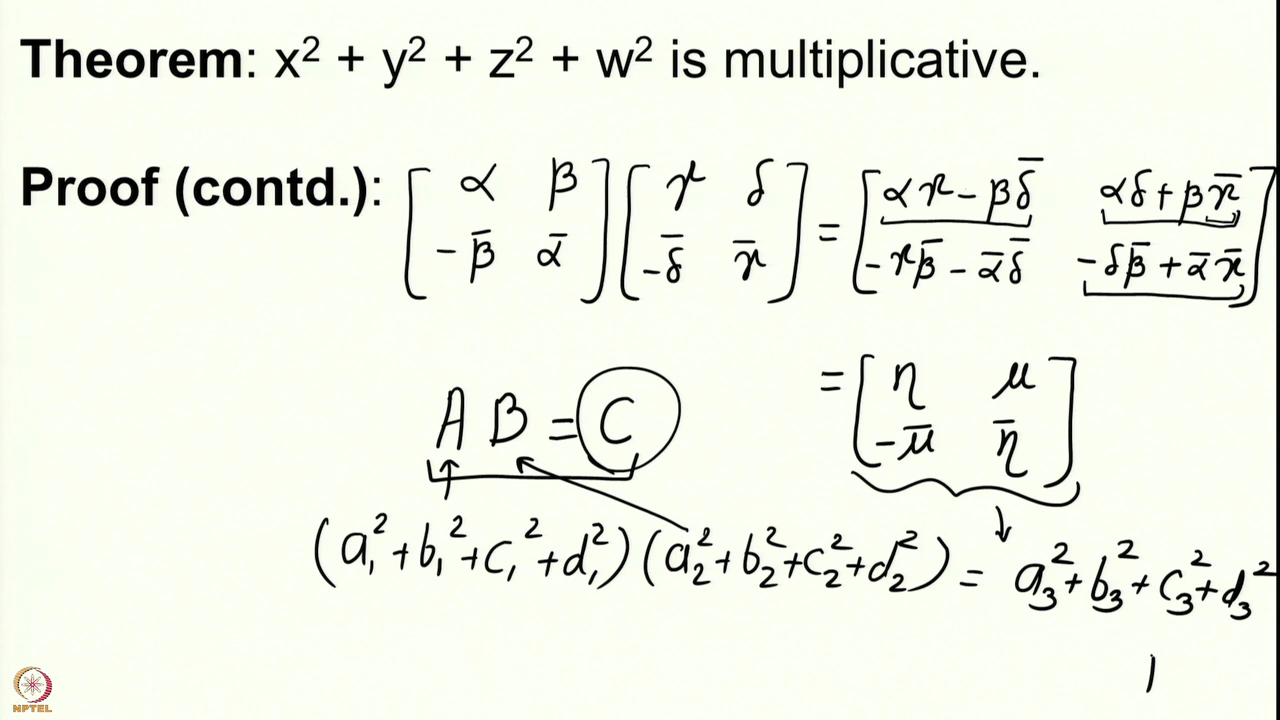 Theorem: x² + y² + z² + w² is multiplicative.
Proof (contd.): [α β; -β̄ ᾱ] [γ δ; -δ̄ γ̄] = [αγ - βδ̄ αδ + βγ̄; -γβ̄ - ᾱδ̄ -δβ̄ + ᾱγ̄]
= [η μ; -μ̄ η̄]
A B = C
(a₁² + b₁² + c₁² + d₁²) (a₂² + b₂² + c₂² + d₂²) = a₃² + b₃² + c₃² + d₃²
NPTEL